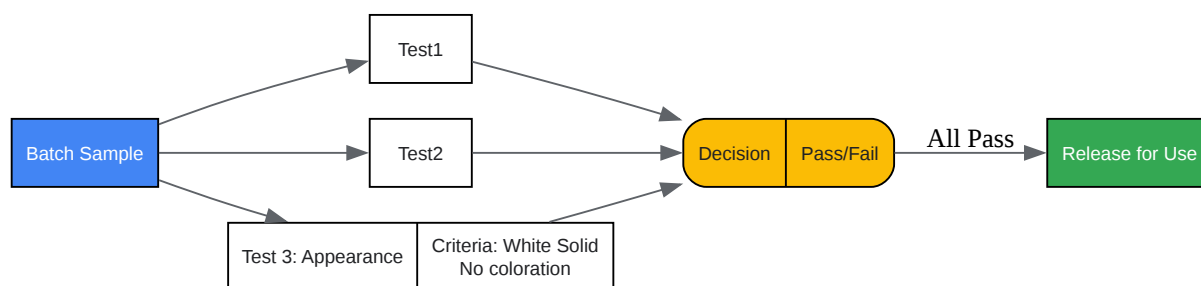 Test1
Batch Sample
Test2
Decision
Pass/Fail
All Pass
Release for Use
Test 3: Appearance
Criteria: White Solid
No coloration